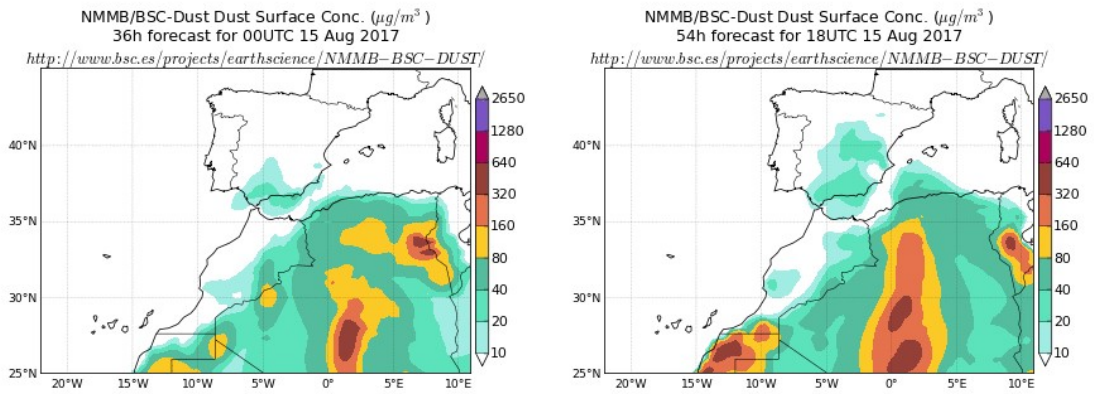 NMMB/BSC-Dust Dust Surface Conc. (μg/m³)
36h forecast for 00UTC 15 Aug 2017
http://www.bsc.es/projects/earthscience/NMMB−BSC−DUST/
40°N
35°N
30°N
25°N
20°W
15°W
10°W
5°W
0°
5°E
10°E
2650
1280
640
320
160
80
40
20
10
NMMB/BSC-Dust Dust Surface Conc. (μg/m³)
54h forecast for 18UTC 15 Aug 2017
http://www.bsc.es/projects/earthscience/NMMB−BSC−DUST/
40°N
35°N
30°N
25°N
20°W
15°W
10°W
5°W
0°
5°E
10°E
2650
1280
640
320
160
80
40
20
10